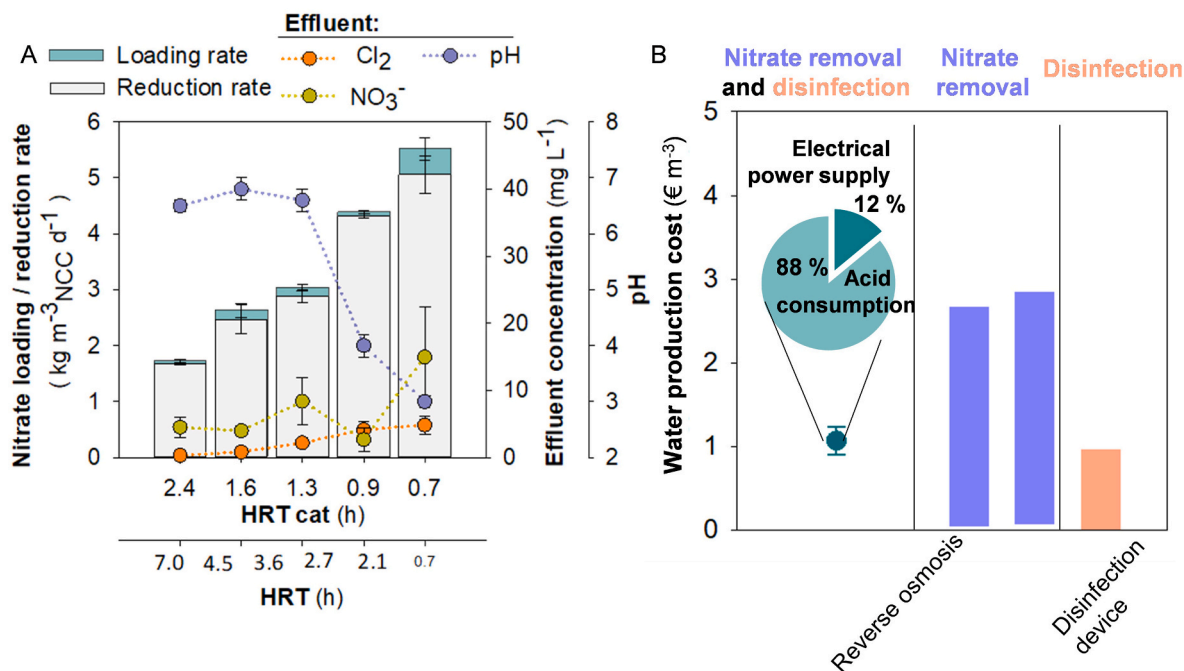 A
Effluent:
Loading rate
Reduction rate
Cl2
pH
NO3-
Nitrate loading / reduction rate
( kg m-3NCC d-1)
6
5
4
3
2
1
0
50
40
30
20
10
0
Effluent concentration (mg L-1)
8
7
6
5
4
3
2
pH
2.4 1.6 1.3 0.9 0.7
HRT cat (h)
7.0 4.5 3.6 2.7 2.1 0.7
HRT (h)
B
Nitrate removal
and disinfection
Nitrate
removal
Disinfection
Water production cost (€ m-3)
5
4
3
2
1
0
Electrical
power supply
12 %
88 %
Acid
consumption
Reverse osmosis
Disinfection
device